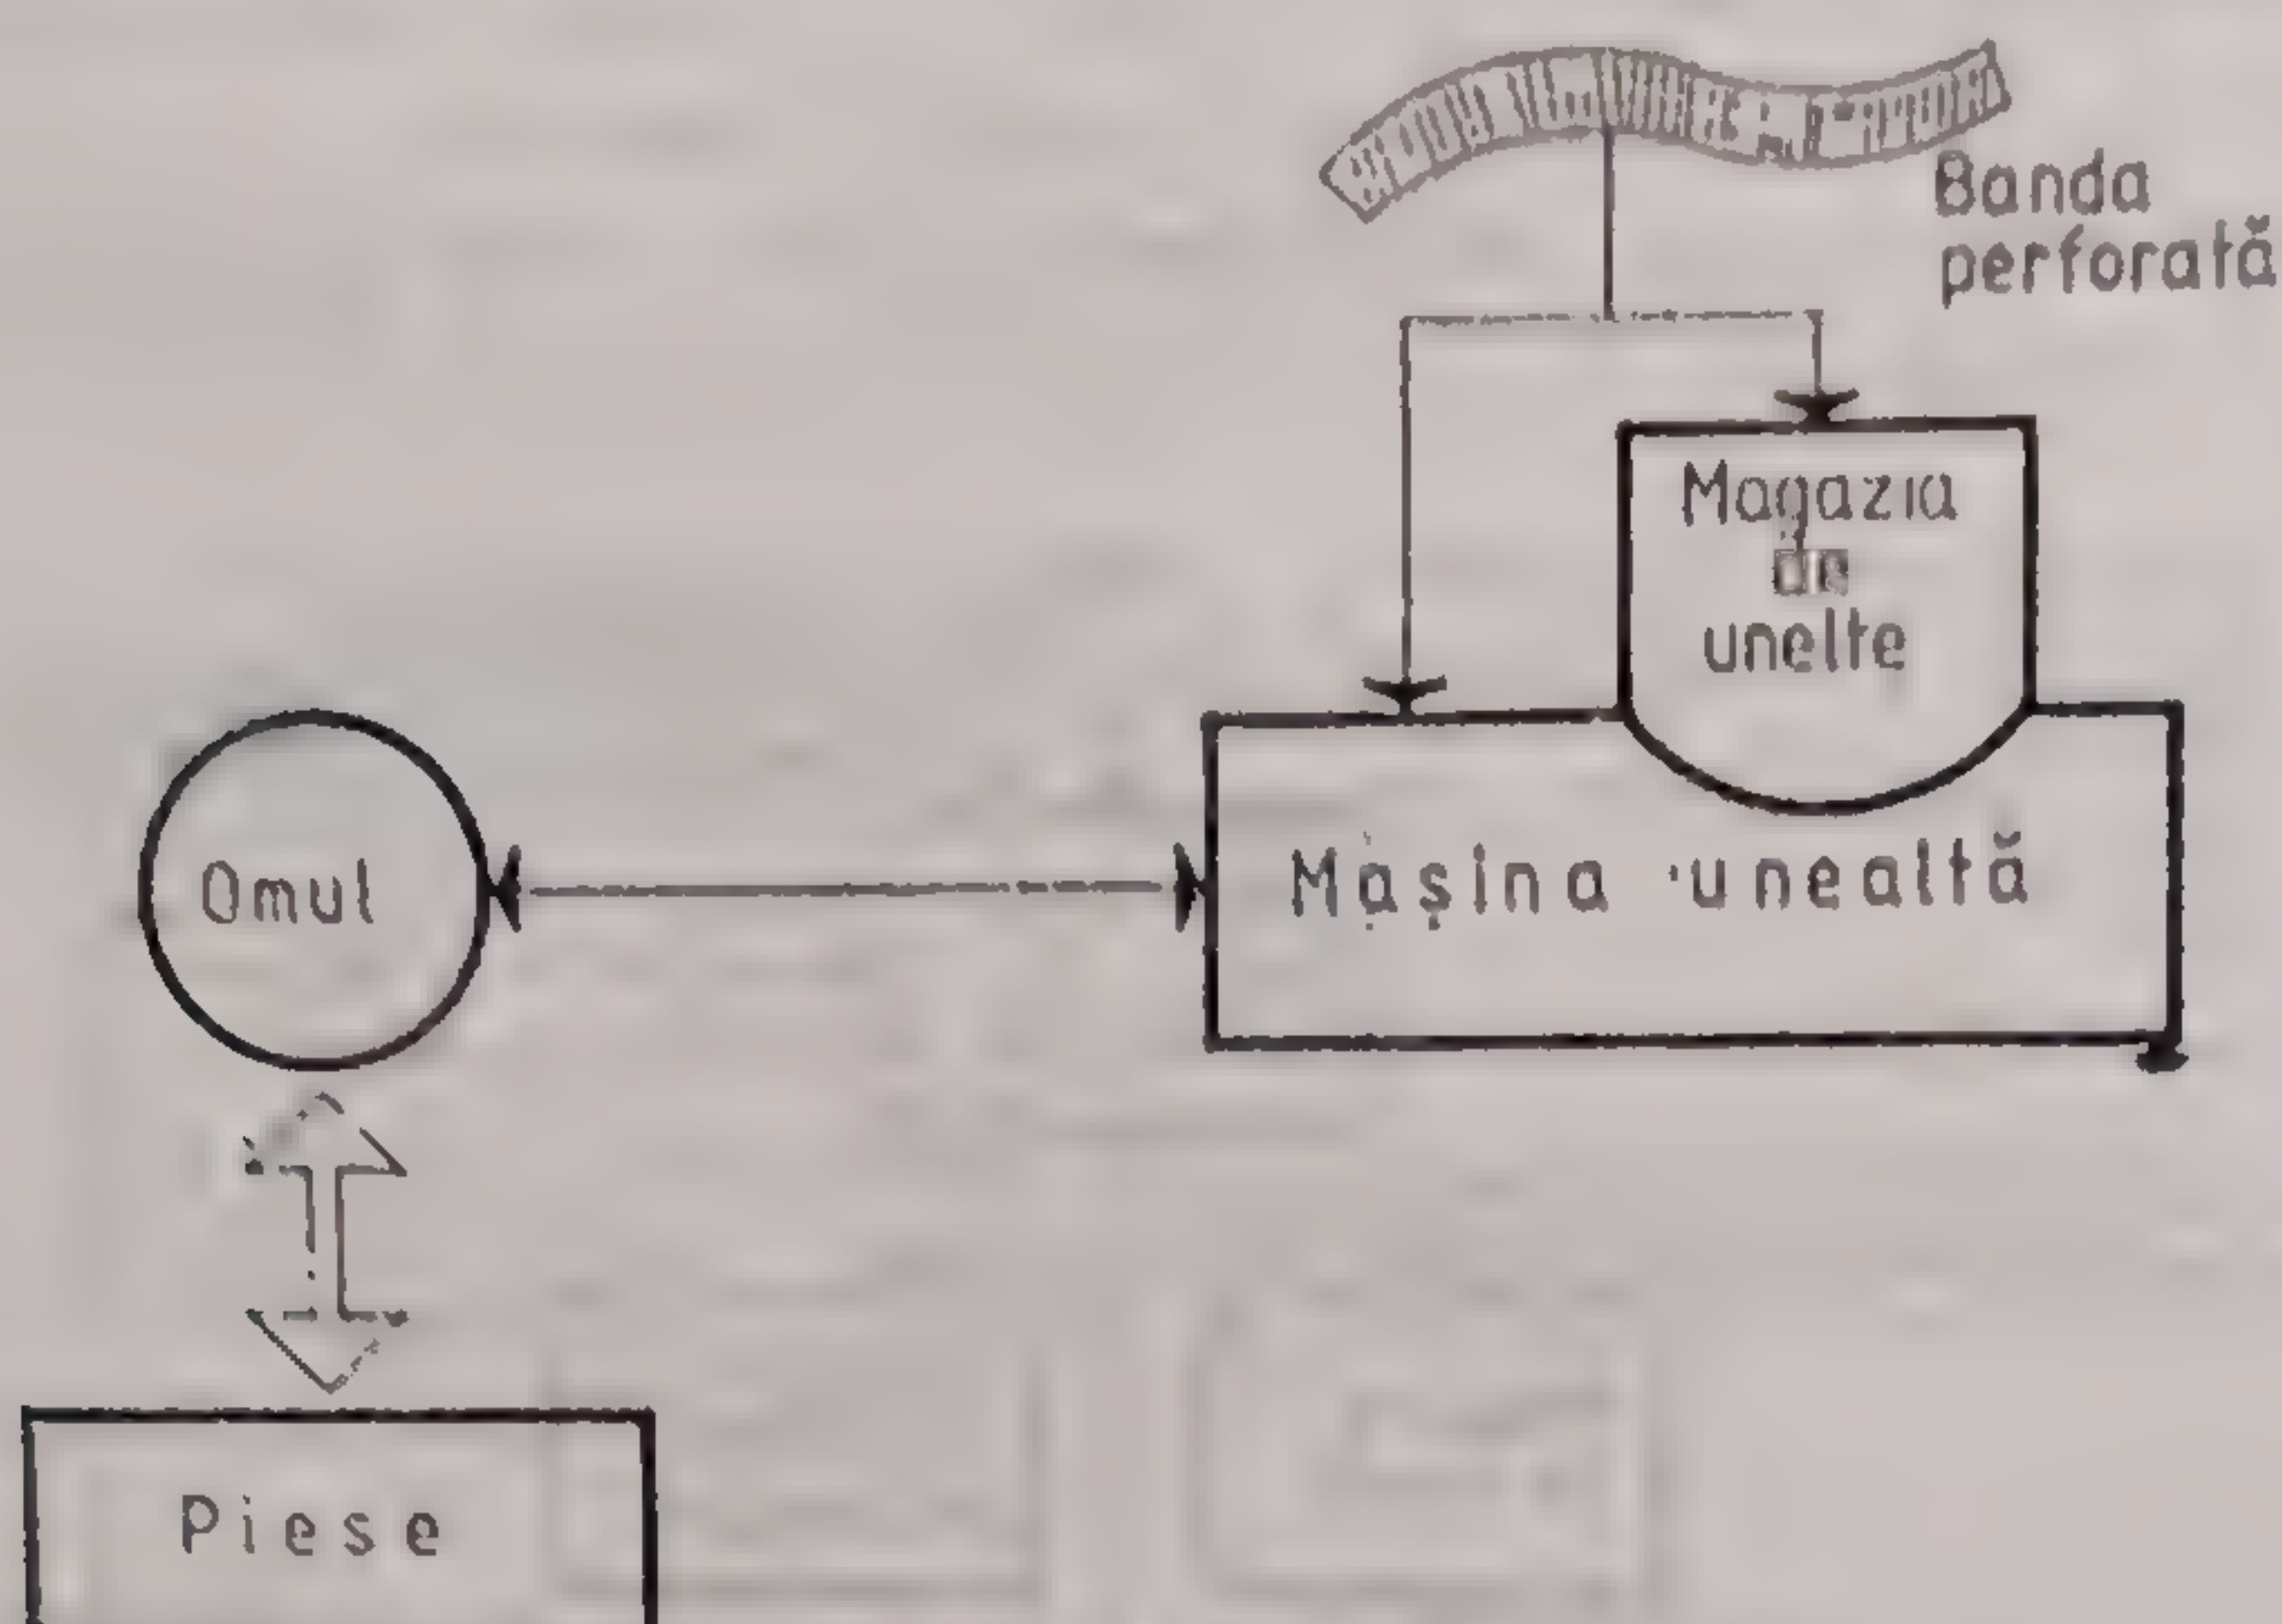 Banda
perforată
Magazia
unelte
Omul
Mașina unealtă
Piese